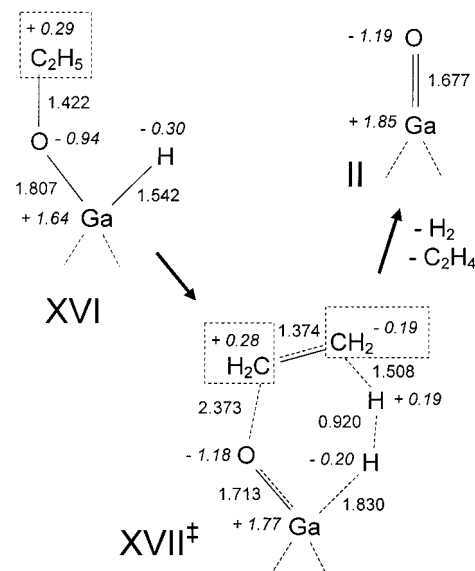 + 0.29
C₂H₅
1.422
O - 0.94
- 0.30
H
1.807
1.542
+ 1.64 Ga
XVI
- 1.19 O
1.677
+ 1.85 Ga
II
- H₂
- C₂H₄
+ 0.28
H₂C
1.374
- 0.19
CH₂
1.508
2.373
H + 0.19
0.920
- 1.18 O
- 0.20 H
1.713
1.830
+ 1.77 Ga
XVII‡